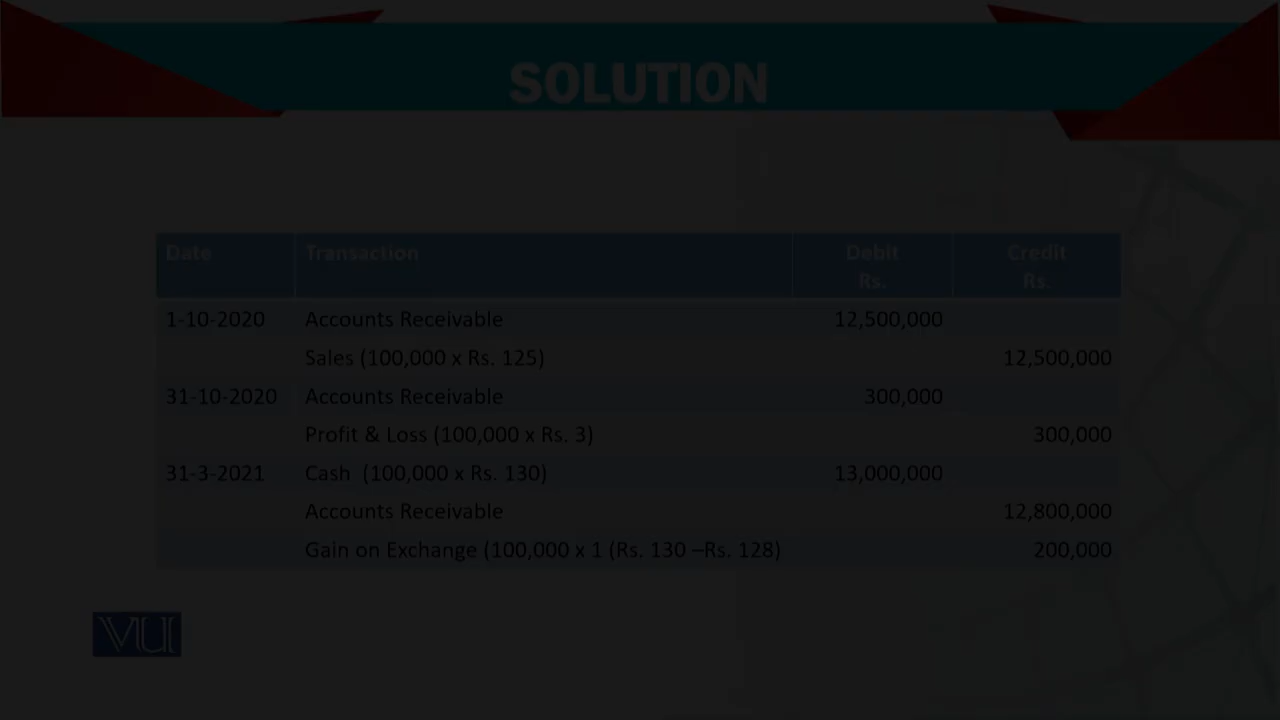 SOLUTION
Date Transaction Debit Rs. Credit Rs.
1-10-2020 Accounts Receivable 12,500,000
Sales (100,000 x Rs. 125) 12,500,000
31-10-2020 Accounts Receivable 300,000
Profit & Loss (100,000 x Rs. 3) 300,000
31-3-2021 Cash (100,000 x Rs. 130) 13,000,000
Accounts Receivable 12,800,000
Gain on Exchange (100,000 x 1 (Rs. 130 –Rs. 128) 200,000
VU